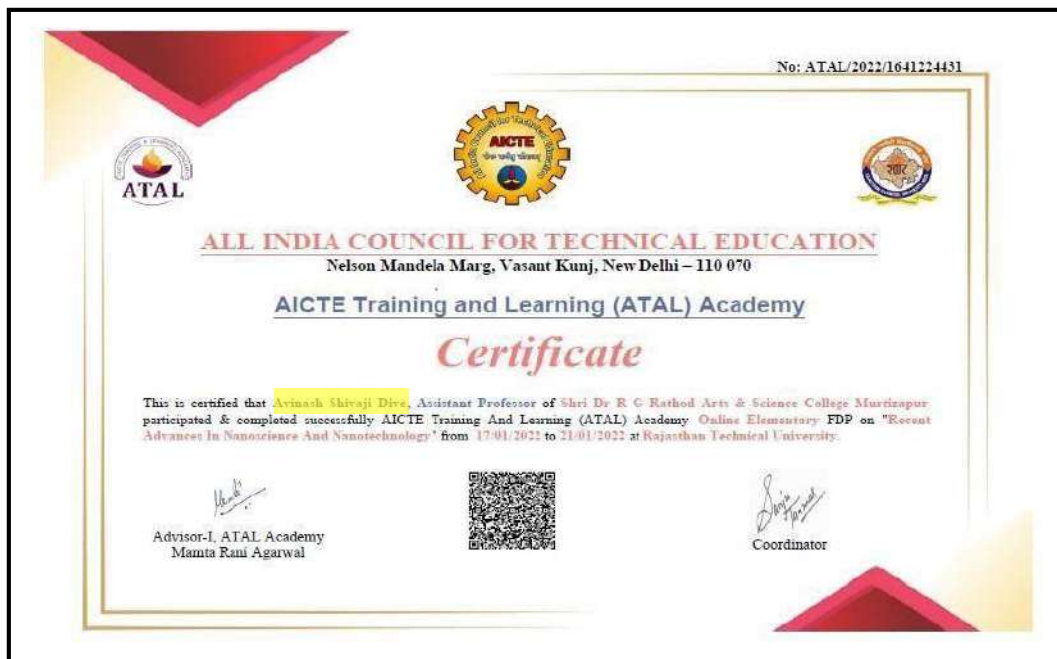 No: ATAL/2022/1641224431
ATAL
AICTE
ALL INDIA COUNCIL FOR TECHNICAL EDUCATION
Nelson Mandela Marg, Vasant Kunj, New Delhi – 110 070
AICTE Training and Learning (ATAL) Academy
Certificate
This is certified that Avinash Shivaji Dive, Assistant Professor of Shri Dr R G Rathod Arts & Science College Murtizapur
participated & completed successfully AICTE Training And Learning (ATAL) Academy Online Elementary FDP on "Recent
Advances In Nanoscience And Nanotechnology" from 17/01/2022 to 21/01/2022 at Rajasthan Technical University.
Advisor-I, ATAL Academy
Mamta Rani Agarwal
Coordinator